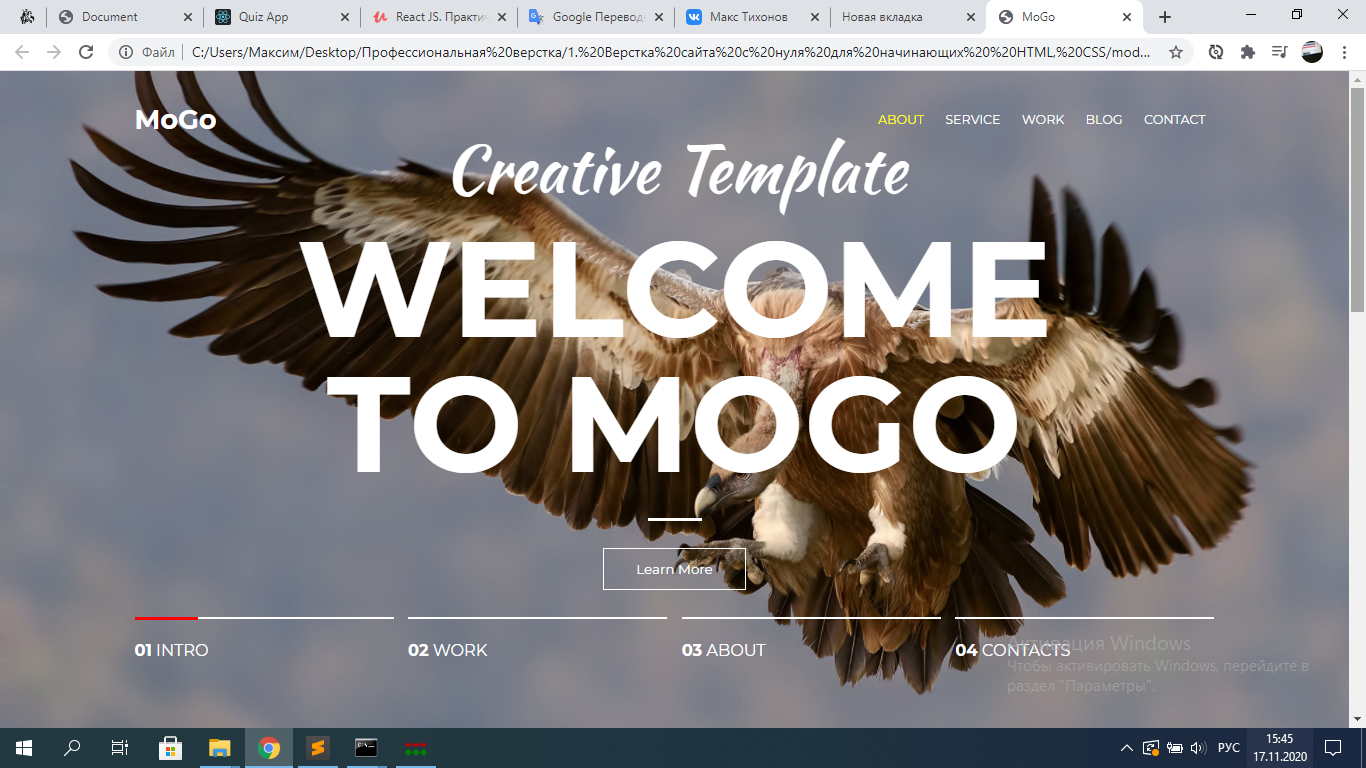 Document
Quiz App
React JS. Практич
Google Перевод
Макс Тихонов
Новая вкладка
MoGo
Файл
C:/Users/Максим/Desktop/Профессиональная%20верстка/1.%20Верстка%20сайта%20с%20нуля%20для%20начинающих%20%20HTML,%20CSS/mod...
MoGo
ABOUT SERVICE WORK BLOG CONTACT
Creative Template
WELCOME
TO MOGO
Learn More
01 INTRO
02 WORK
03 ABOUT
04 CONTACTS
Активация Windows
Чтобы активировать Windows, перейдите в
раздел "Параметры".
РУС
15:45
17.11.2020